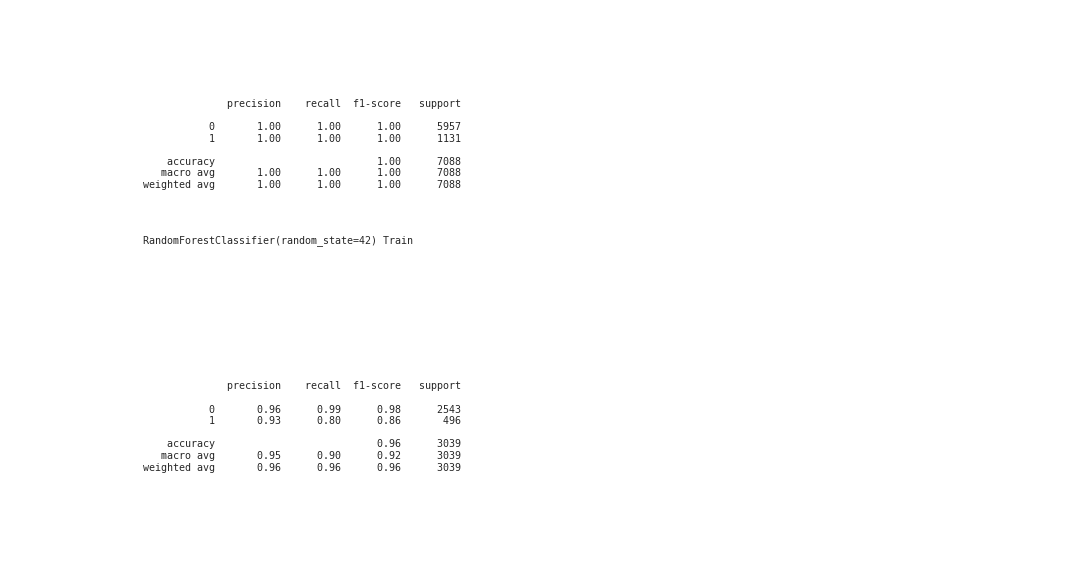 precision recall f1-score support
0 1.00 1.00 1.00 5957
1 1.00 1.00 1.00 1131
accuracy 1.00 7088
macro avg 1.00 1.00 1.00 7088
weighted avg 1.00 1.00 1.00 7088
RandomForestClassifier(random_state=42) Train
precision recall f1-score support
0 0.96 0.99 0.98 2543
1 0.93 0.80 0.86 496
accuracy 0.96 3039
macro avg 0.95 0.90 0.92 3039
weighted avg 0.96 0.96 0.96 3039